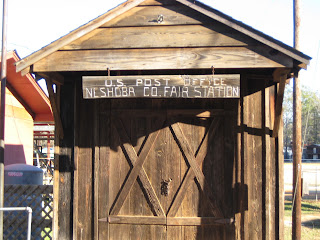 U.S. POST OFFICE
NESHOBA CO. FAIR STATION